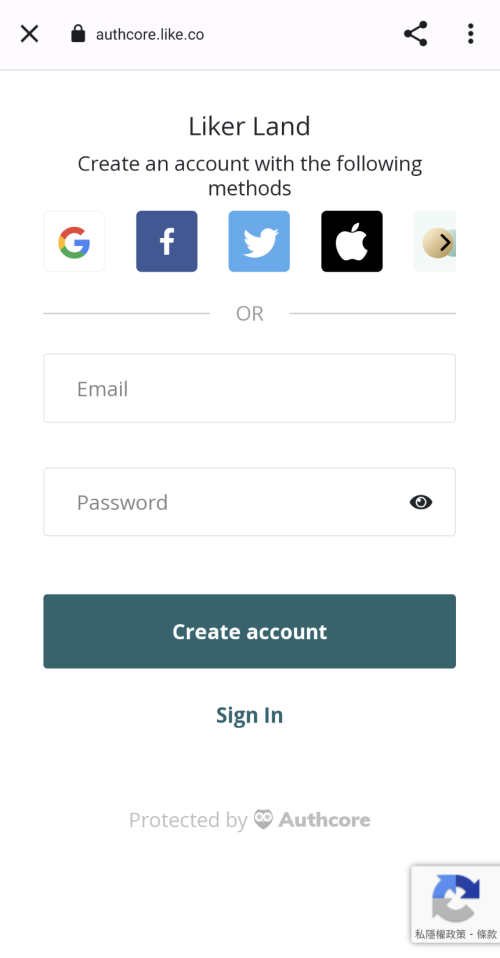 authcore.like.co
Liker Land
Create an account with the following
methods
OR
Email
Password
Create account
Sign In
Protected by Authcore
私隱權政策 - 條款